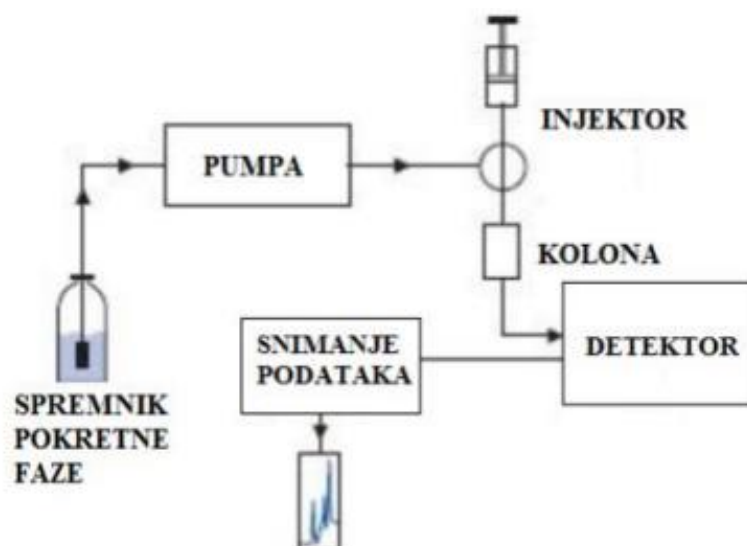 INJEKTOR
PUMPA
KOLONA
SNIMANJE
PODATAKA
DETEKTOR
SPREMNIK
POKRETNE
FAZE